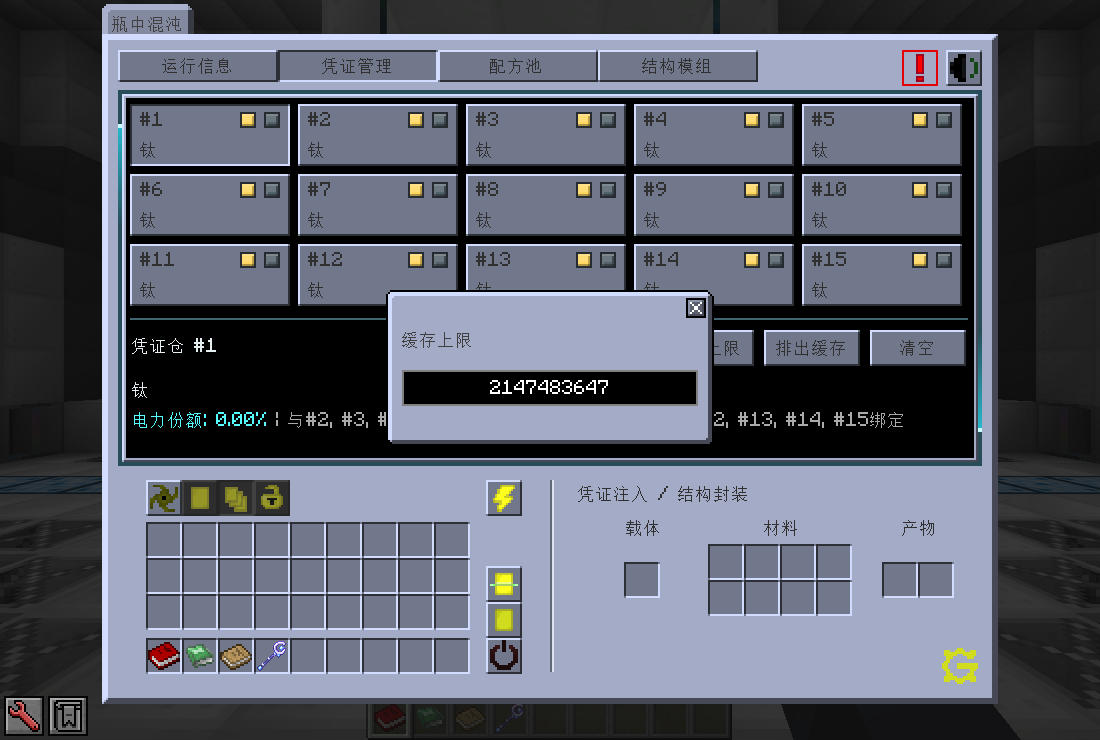 瓶中混沌
运行信息 凭证管理 配方池 结构模组
#1 #2 #3 #4 #5
钛 钛 钛 钛 钛
#6 #7 #8 #9 #10
钛 钛 钛 钛 钛
#11 #12 #13 #14 #15
钛 钛 钛 钛 钛
缓存上限
2147483647
凭证仓 #1 上限 排出缓存 清空
钛
电力份额: 0.00% ¦ 与#2, #3, # 2, #13, #14, #15绑定
凭证注入 / 结构封装
载体 材料 产物